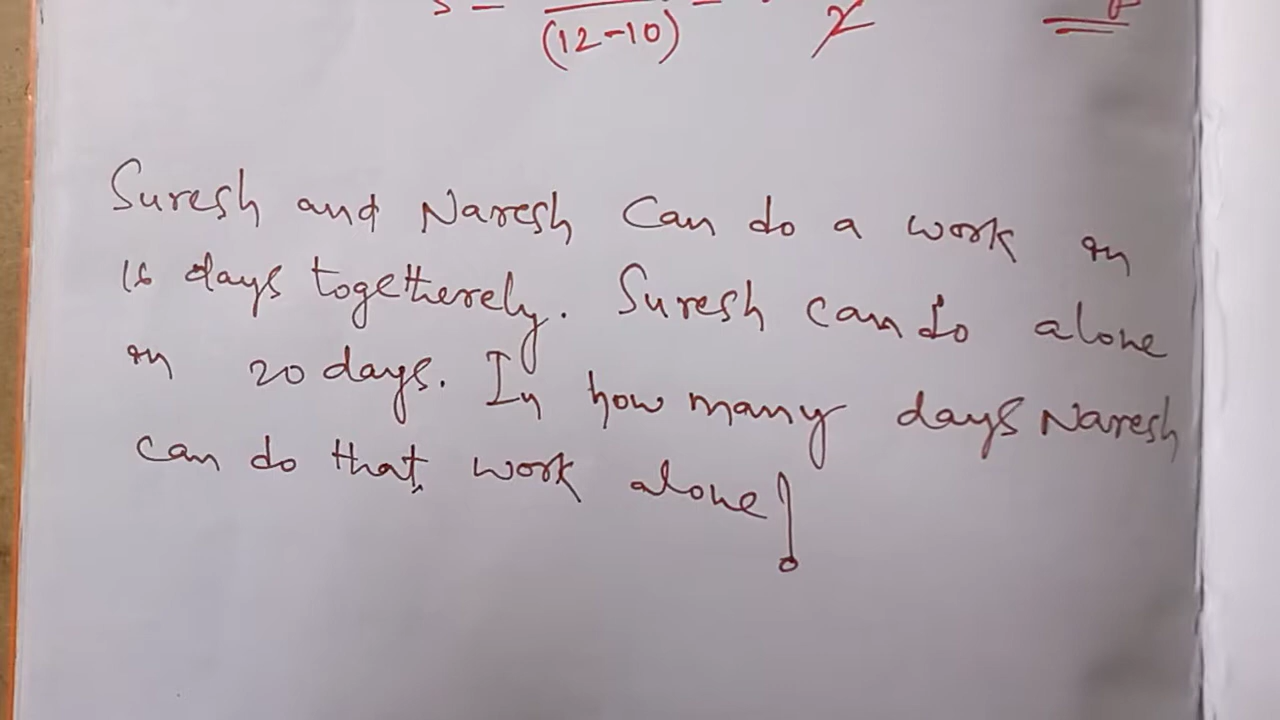 (12-10)
Suresh and Naresh Can do a work in
16 days togetherely. Suresh can do alone
in 20 days. In how many days Naresh
can do that work alone?